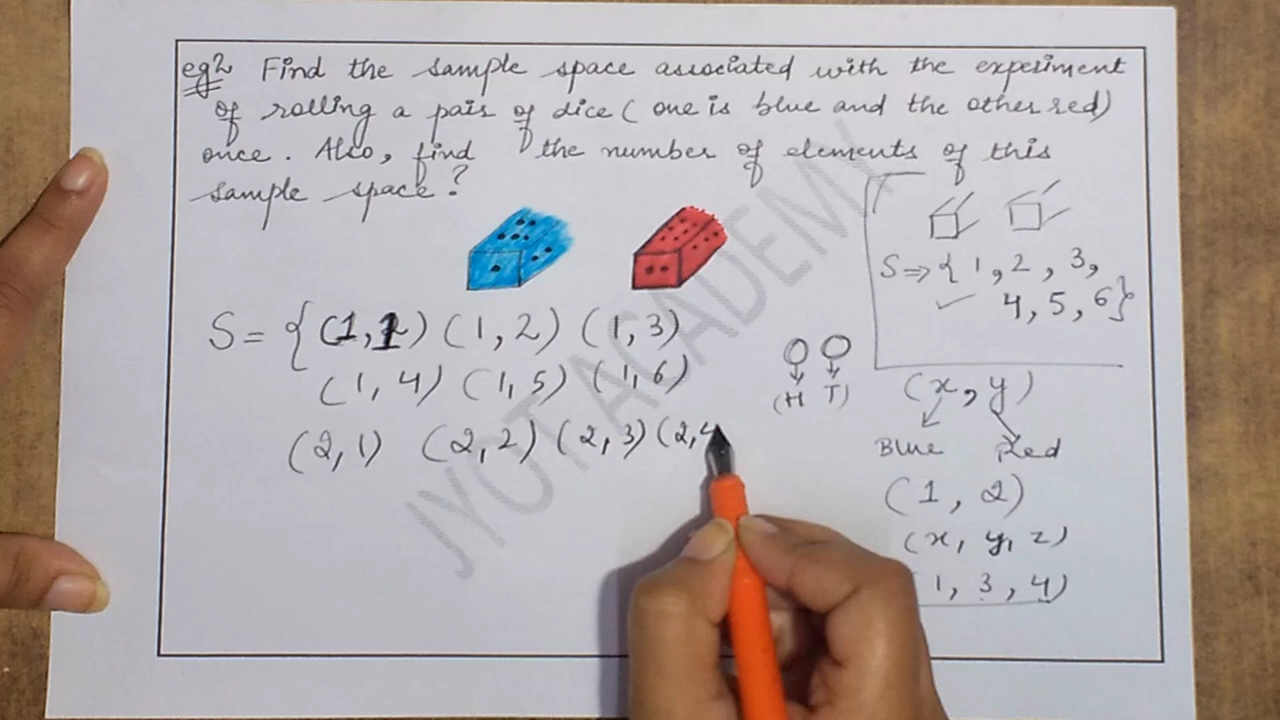 eg2 Find the sample space associated with the experiment
of rolling a pair of dice ( one is blue and the other red)
once. Also, find the number of elements of this
sample space?
S = { (1,1) (1,2) (1,3)
(1,4) (1,5) (1,6)
(2,1) (2,2) (2,3) (2,4
S⇒{ 1, 2, 3,
4, 5, 6}
(H T)
(x, y)
Blue Red
(1, 2)
(x, y, z)
1, 3, 4)
JYOT ACADEMY